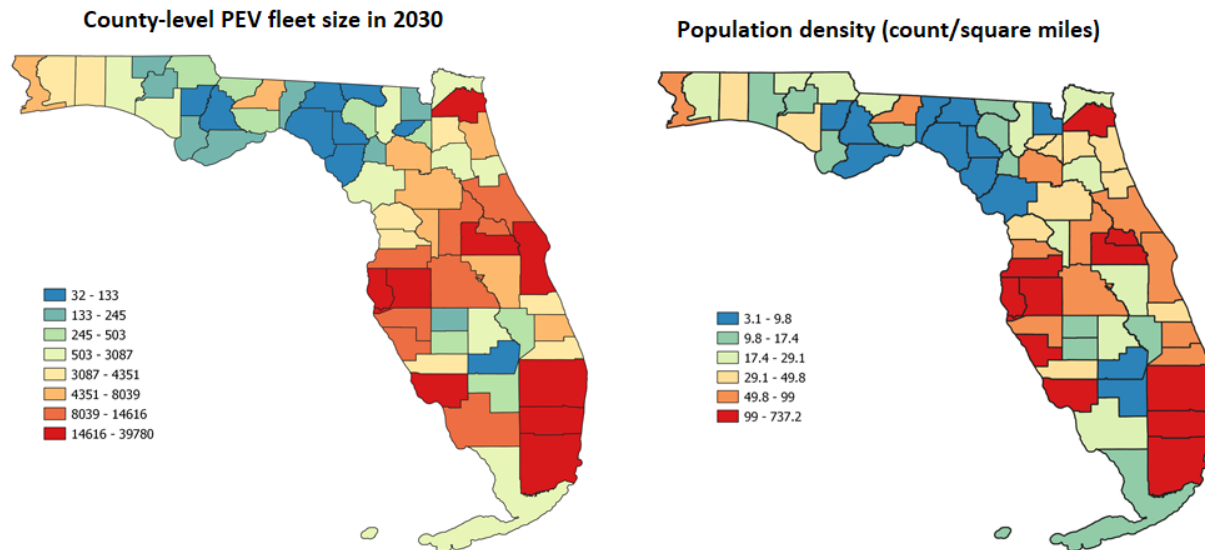 County-level PEV fleet size in 2030
32 - 133
133 - 245
245 - 503
503 - 3087
3087 - 4351
4351 - 8039
8039 - 14616
14616 - 39780
Population density (count/square miles)
3.1 - 9.8
9.8 - 17.4
17.4 - 29.1
29.1 - 49.8
49.8 - 99
99 - 737.2